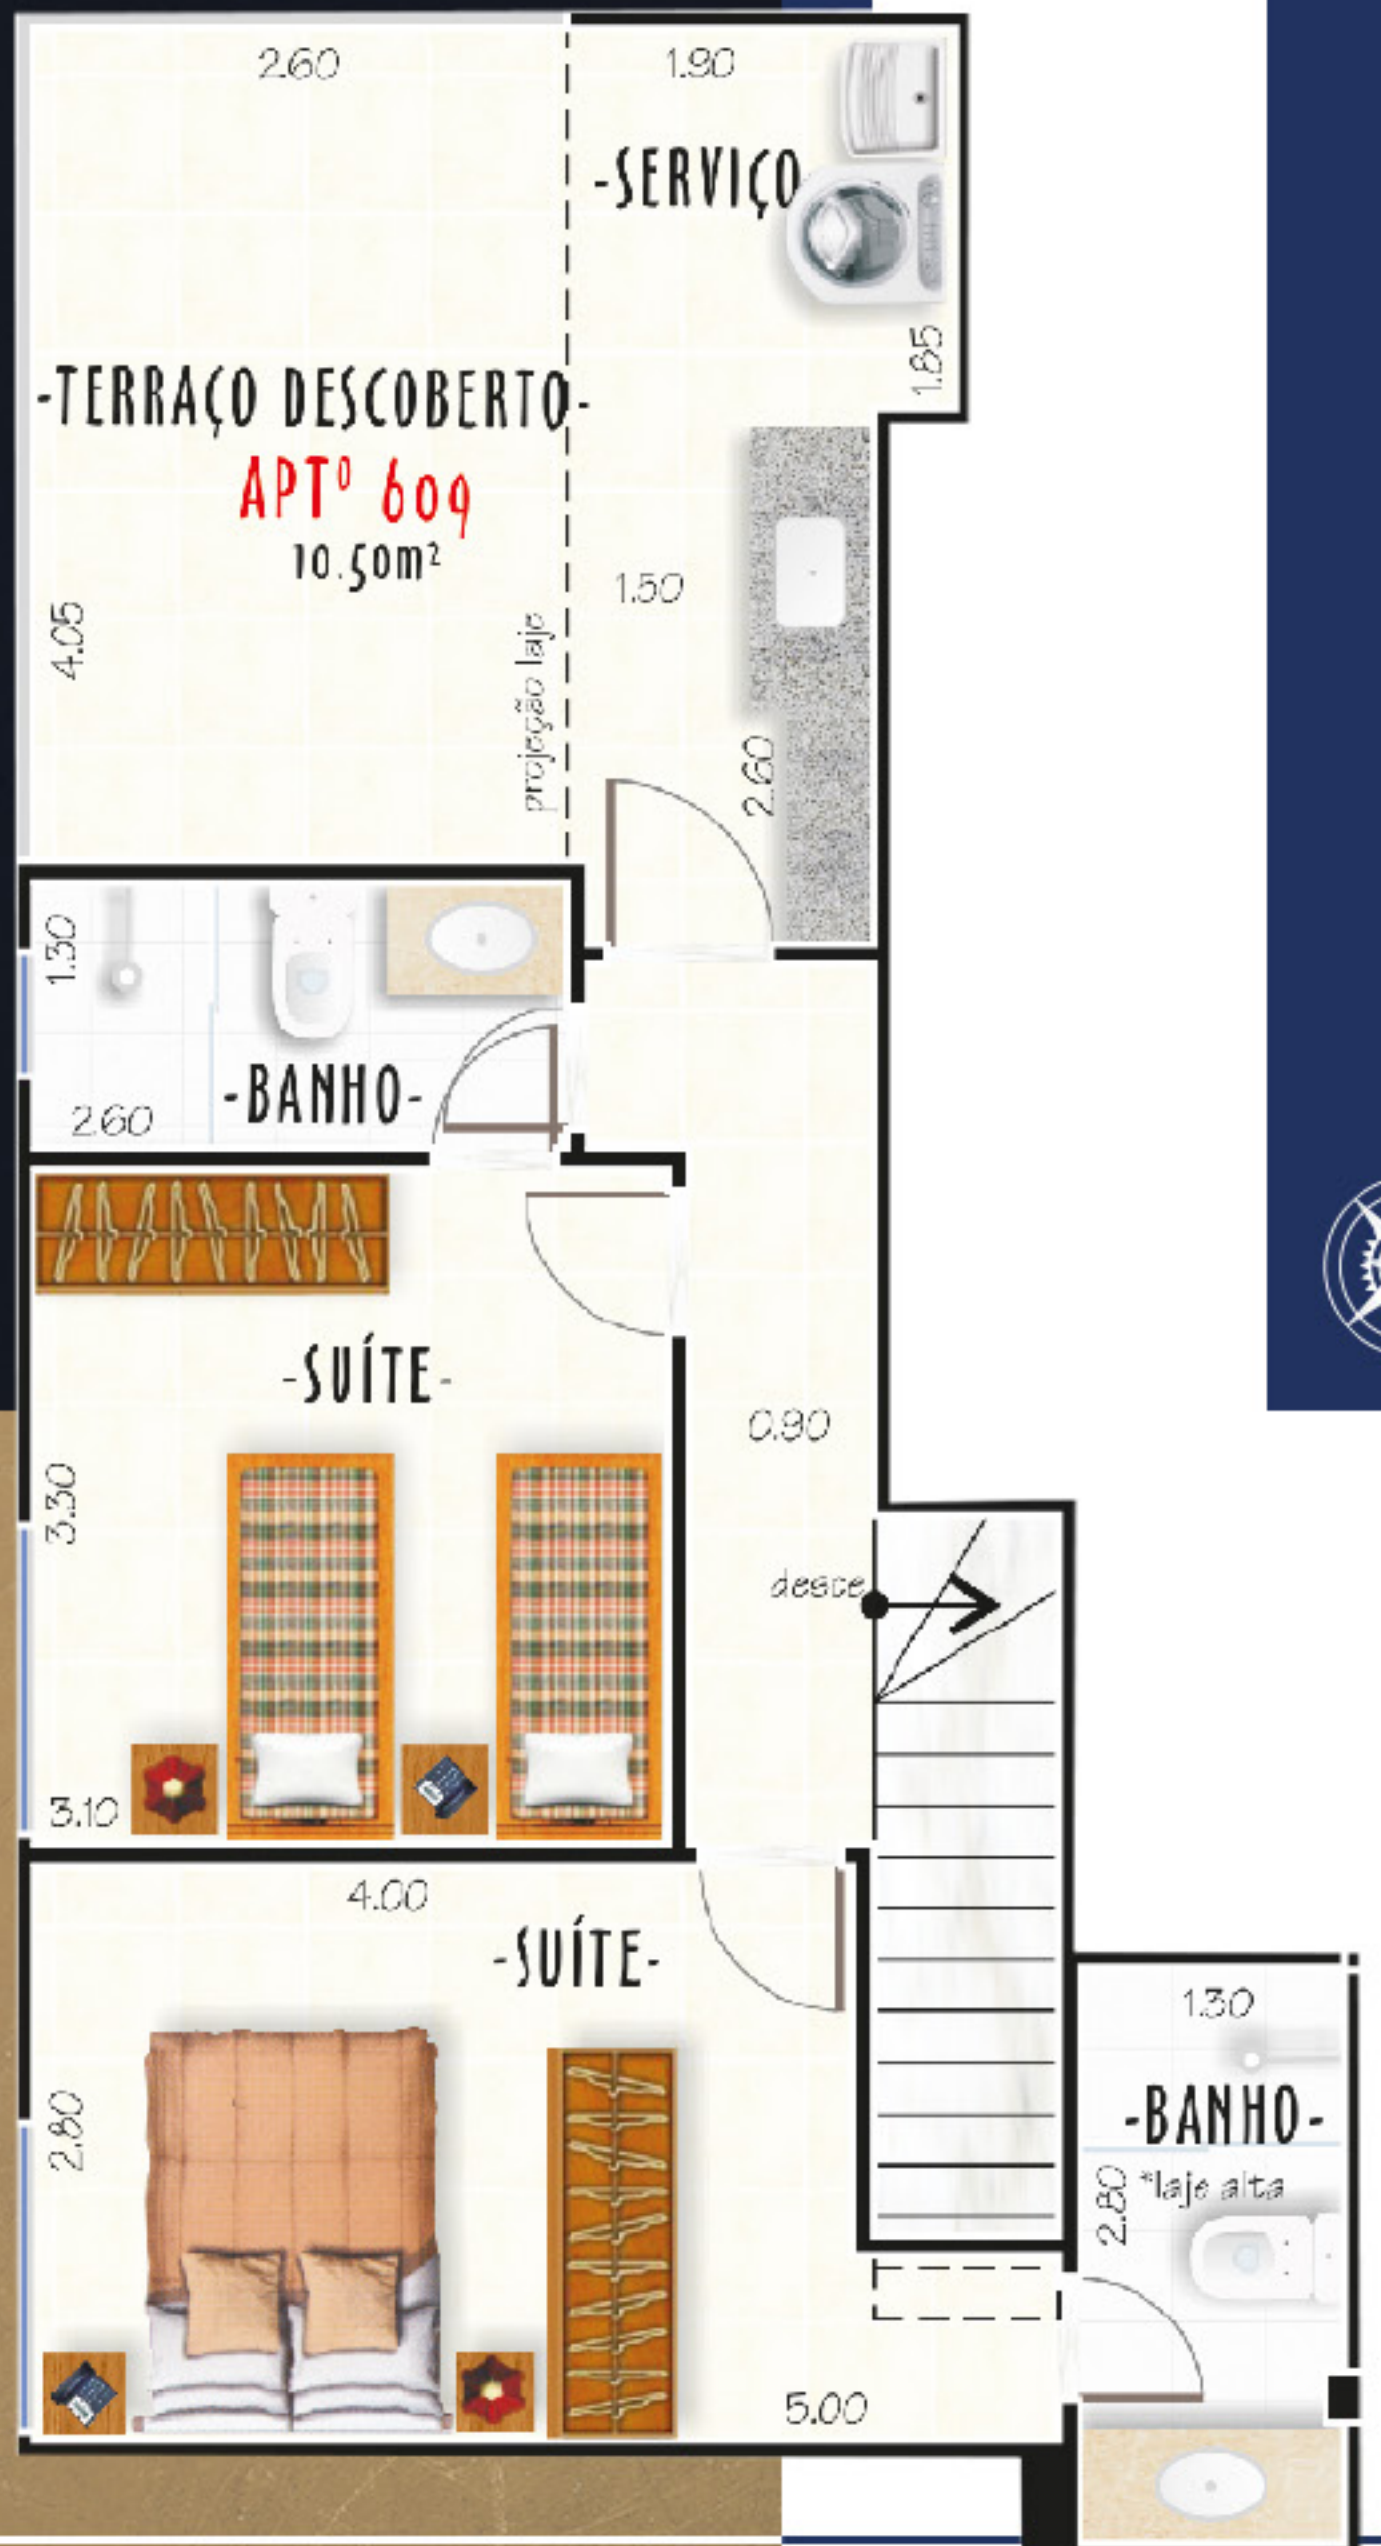 2.60
1.90
-SERVIÇO
1.85
-TERRAÇO DESCOBERTO-
APTº 609
10.50m²
4.05
projeção laje
1.50
2.60
1.30
-BANHO-
2.60
-SUÍTE-
0.90
3.30
desce
3.10
4.00
-SUÍTE-
1.30
-BANHO-
2.80
2.80
*laje alta
5.00